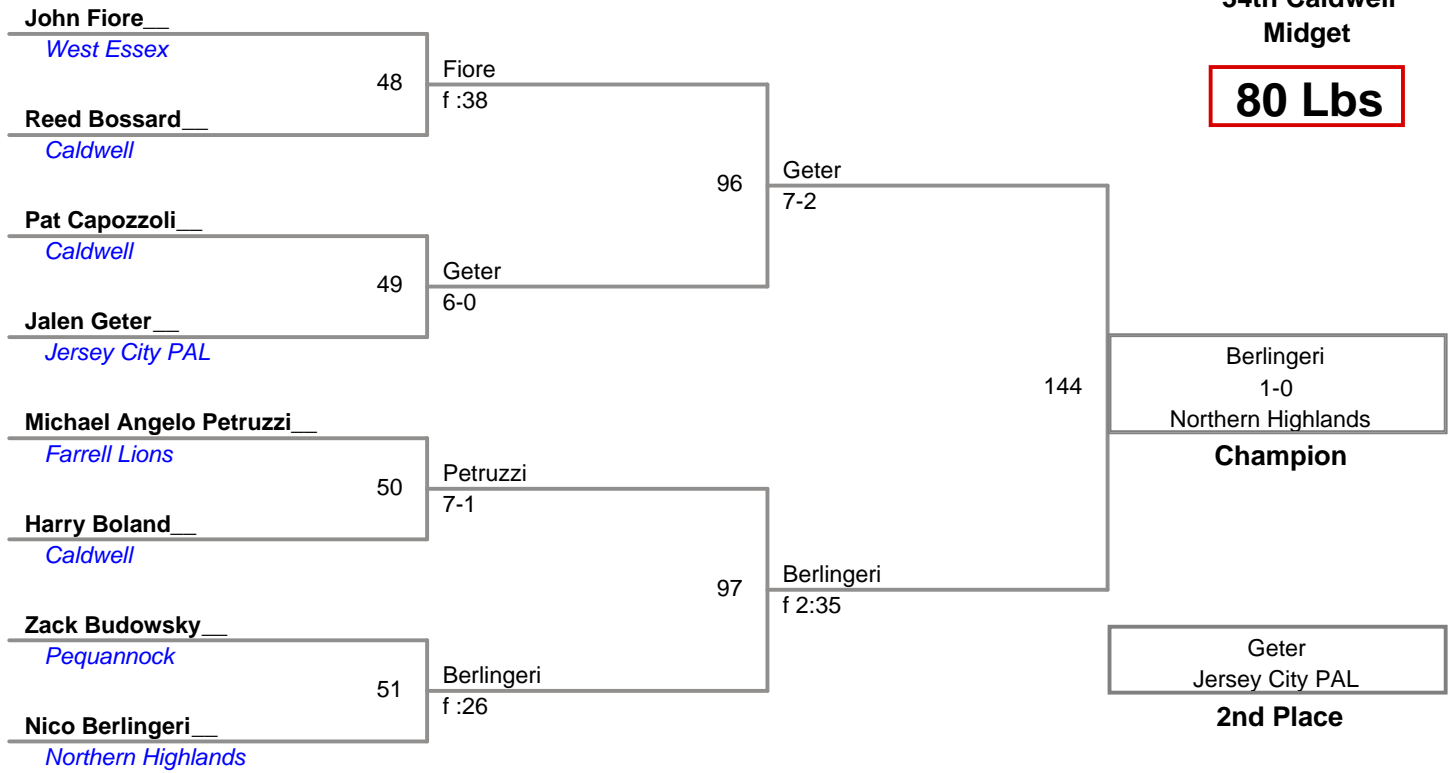 34th Caldwell
Midget
80 Lbs
John Fiore__
West Essex
48
Fiore
f :38
Reed Bossard__
Caldwell
96
Geter
7-2
Pat Capozzoli__
Caldwell
49
Geter
6-0
Jalen Geter__
Jersey City PAL
144
Berlingeri
1-0
Northern Highlands
Champion
Michael Angelo Petruzzi__
Farrell Lions
50
Petruzzi
7-1
Harry Boland__
Caldwell
97
Berlingeri
f 2:35
Zack Budowsky__
Pequannock
51
Berlingeri
f :26
Nico Berlingeri__
Northern Highlands
Geter
Jersey City PAL
2nd Place